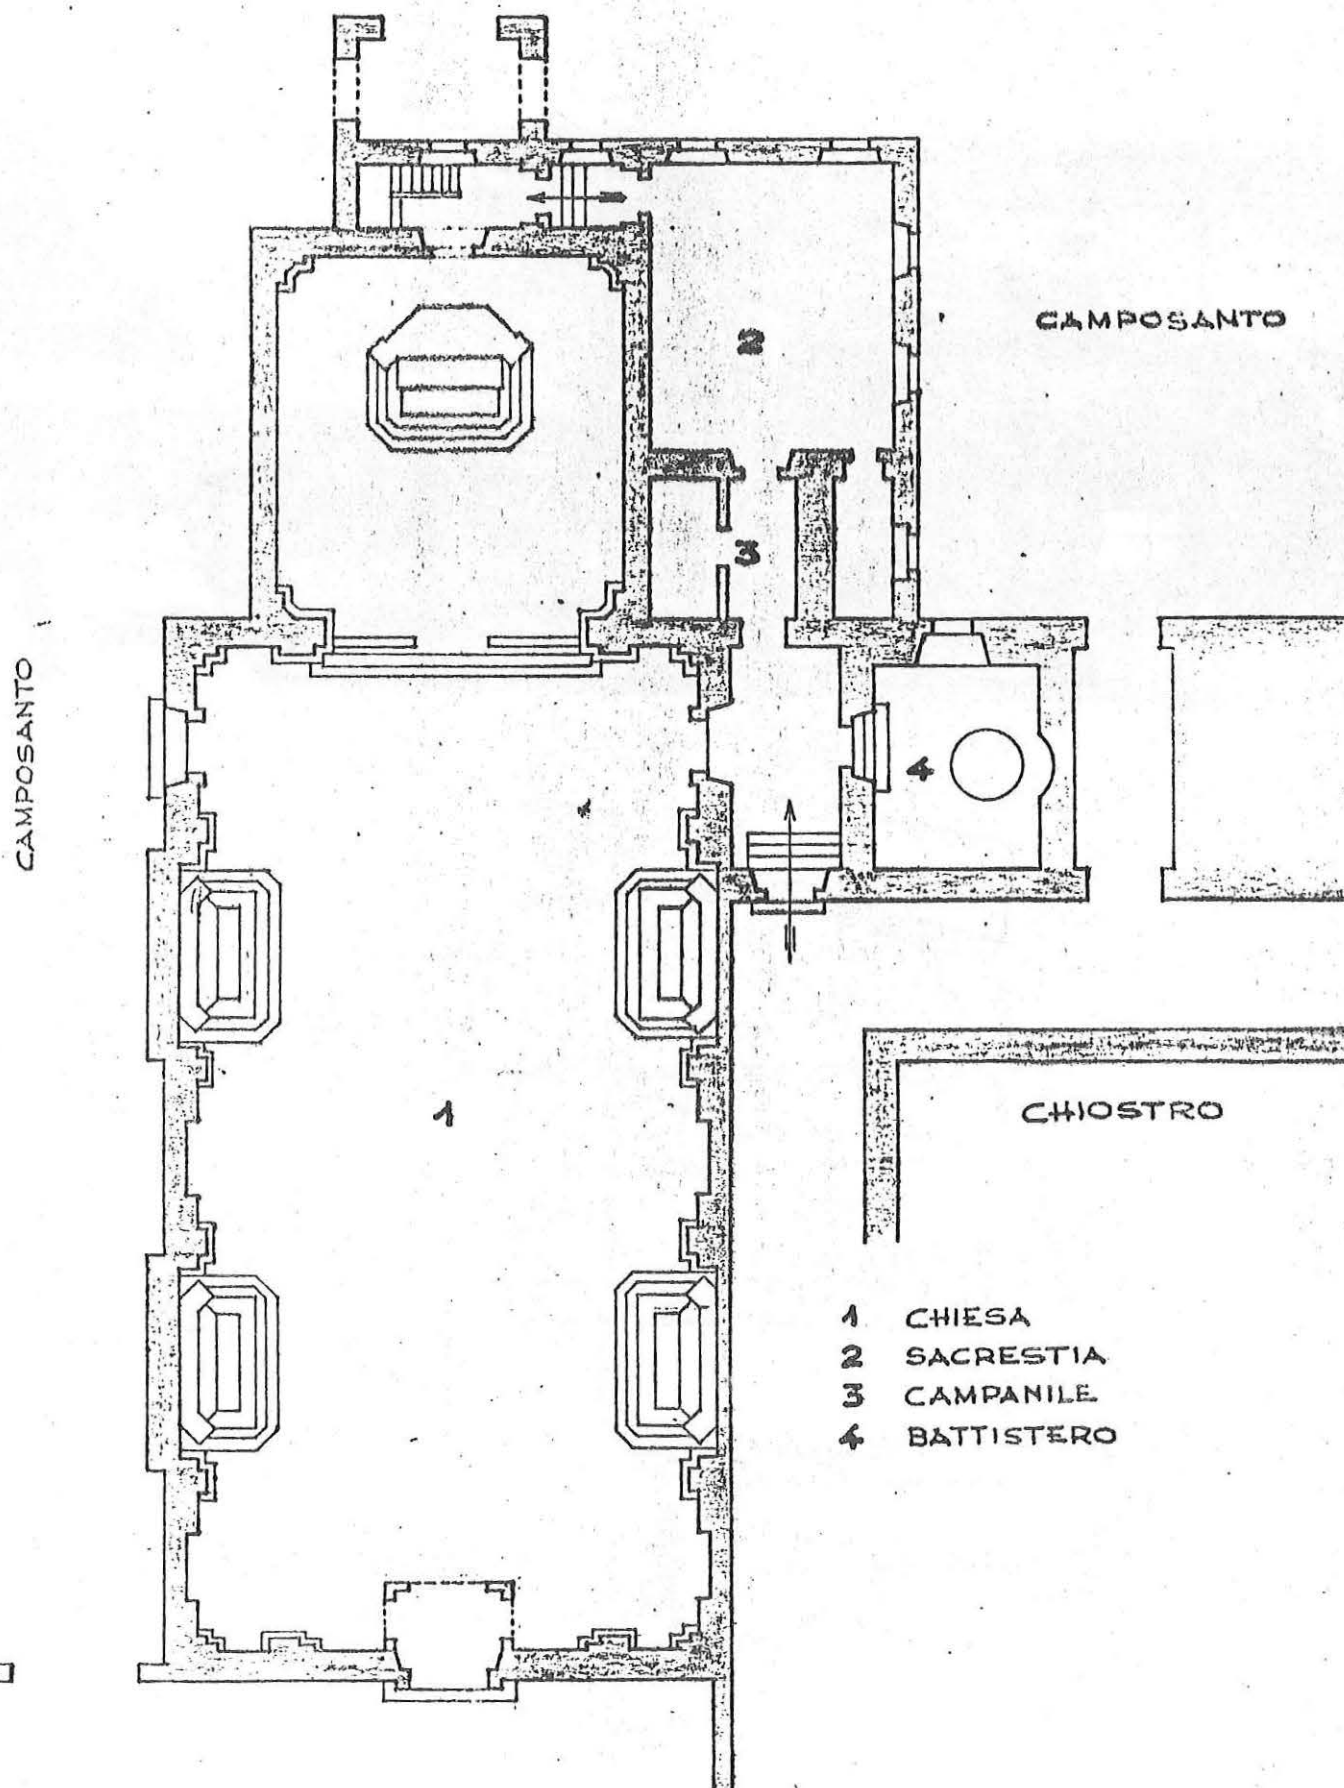 CAMPOSANTO
2
3
CAMPOSANTO
4
1
CHIOSTRO
1 CHIESA
2 SACRESTIA
3 CAMPANILE
4 BATTISTERO